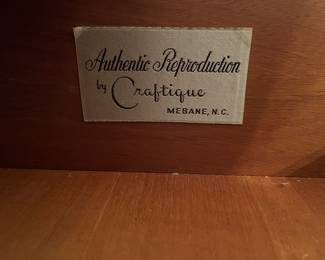 Authentic Reproduction
by Craftique
MEBANE, N.C.